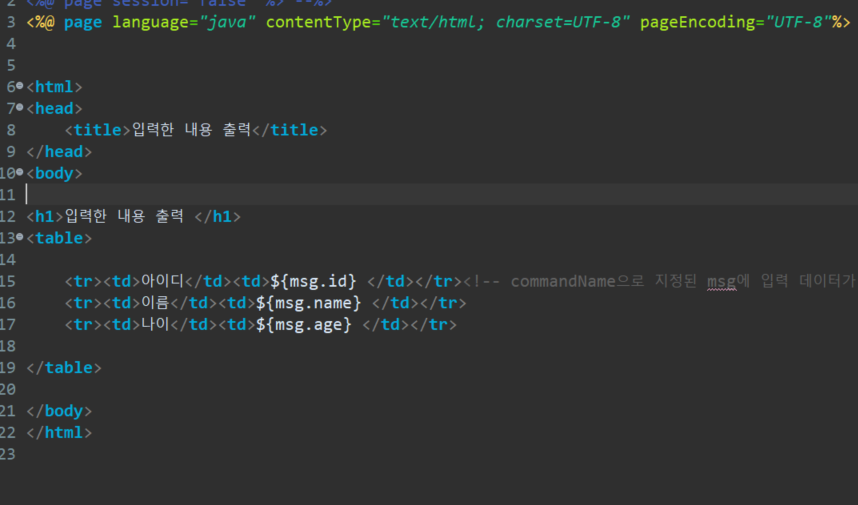 2 <%@ page session="false" %> --%>
3 <%@ page language="java" contentType="text/html; charset=UTF-8" pageEncoding="UTF-8"%>
4
5
6 <html>
7 <head>
8 <title>입력한 내용 출력</title>
9 </head>
10 <body>
11
12 <h1>입력한 내용 출력 </h1>
13 <table>
14
15 <tr><td>아이디</td><td>${msg.id} </td></tr><!-- commandName으로 지정된 msg에 입력 데이터가
16 <tr><td>이름</td><td>${msg.name} </td></tr>
17 <tr><td>나이</td><td>${msg.age} </td></tr>
18
19 </table>
20
21 </body>
22 </html>
23